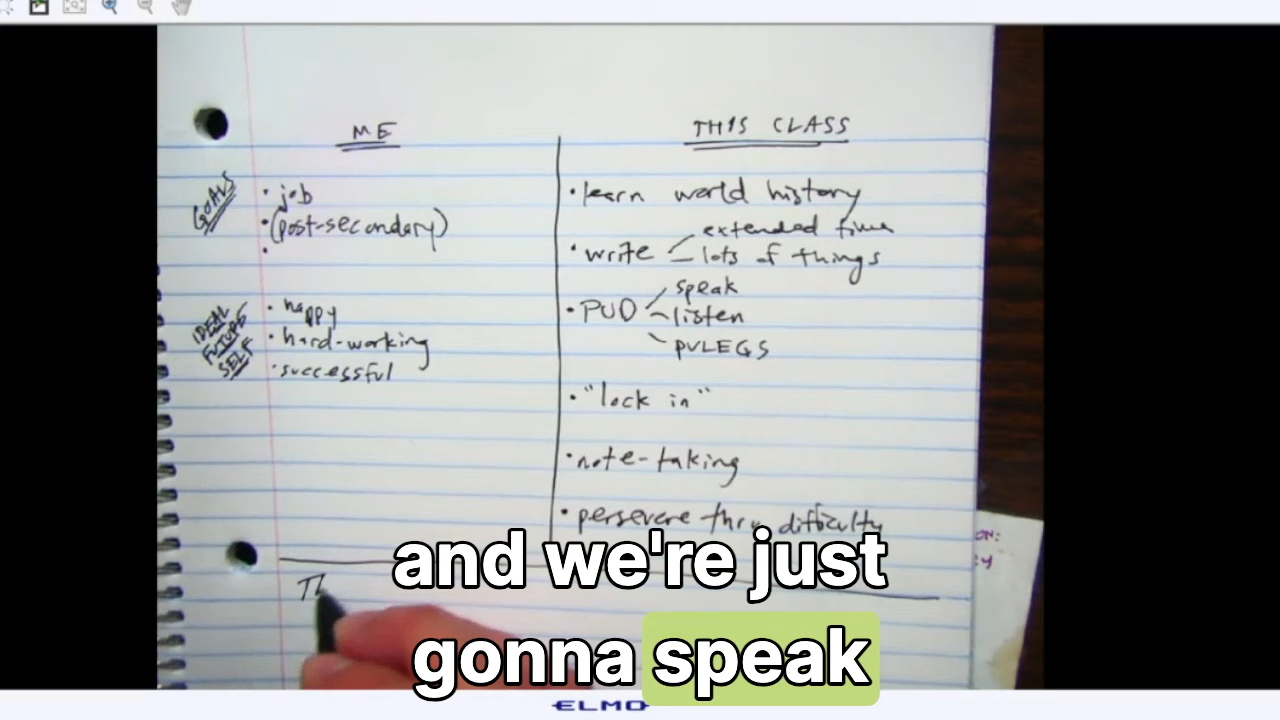 ME
THIS CLASS
GOALS
• job
• (post-secondary)
•
IDEAL
FUTURE
SELF
• happy
• hard-working
• successful
• learn world history
• write
extended time
lots of things
• PUD
speak
listen
PVLEGS
• "lock in"
• note-taking
• persevere thru difficulty
Th
and we're just
gonna speak
ON:
ELMO